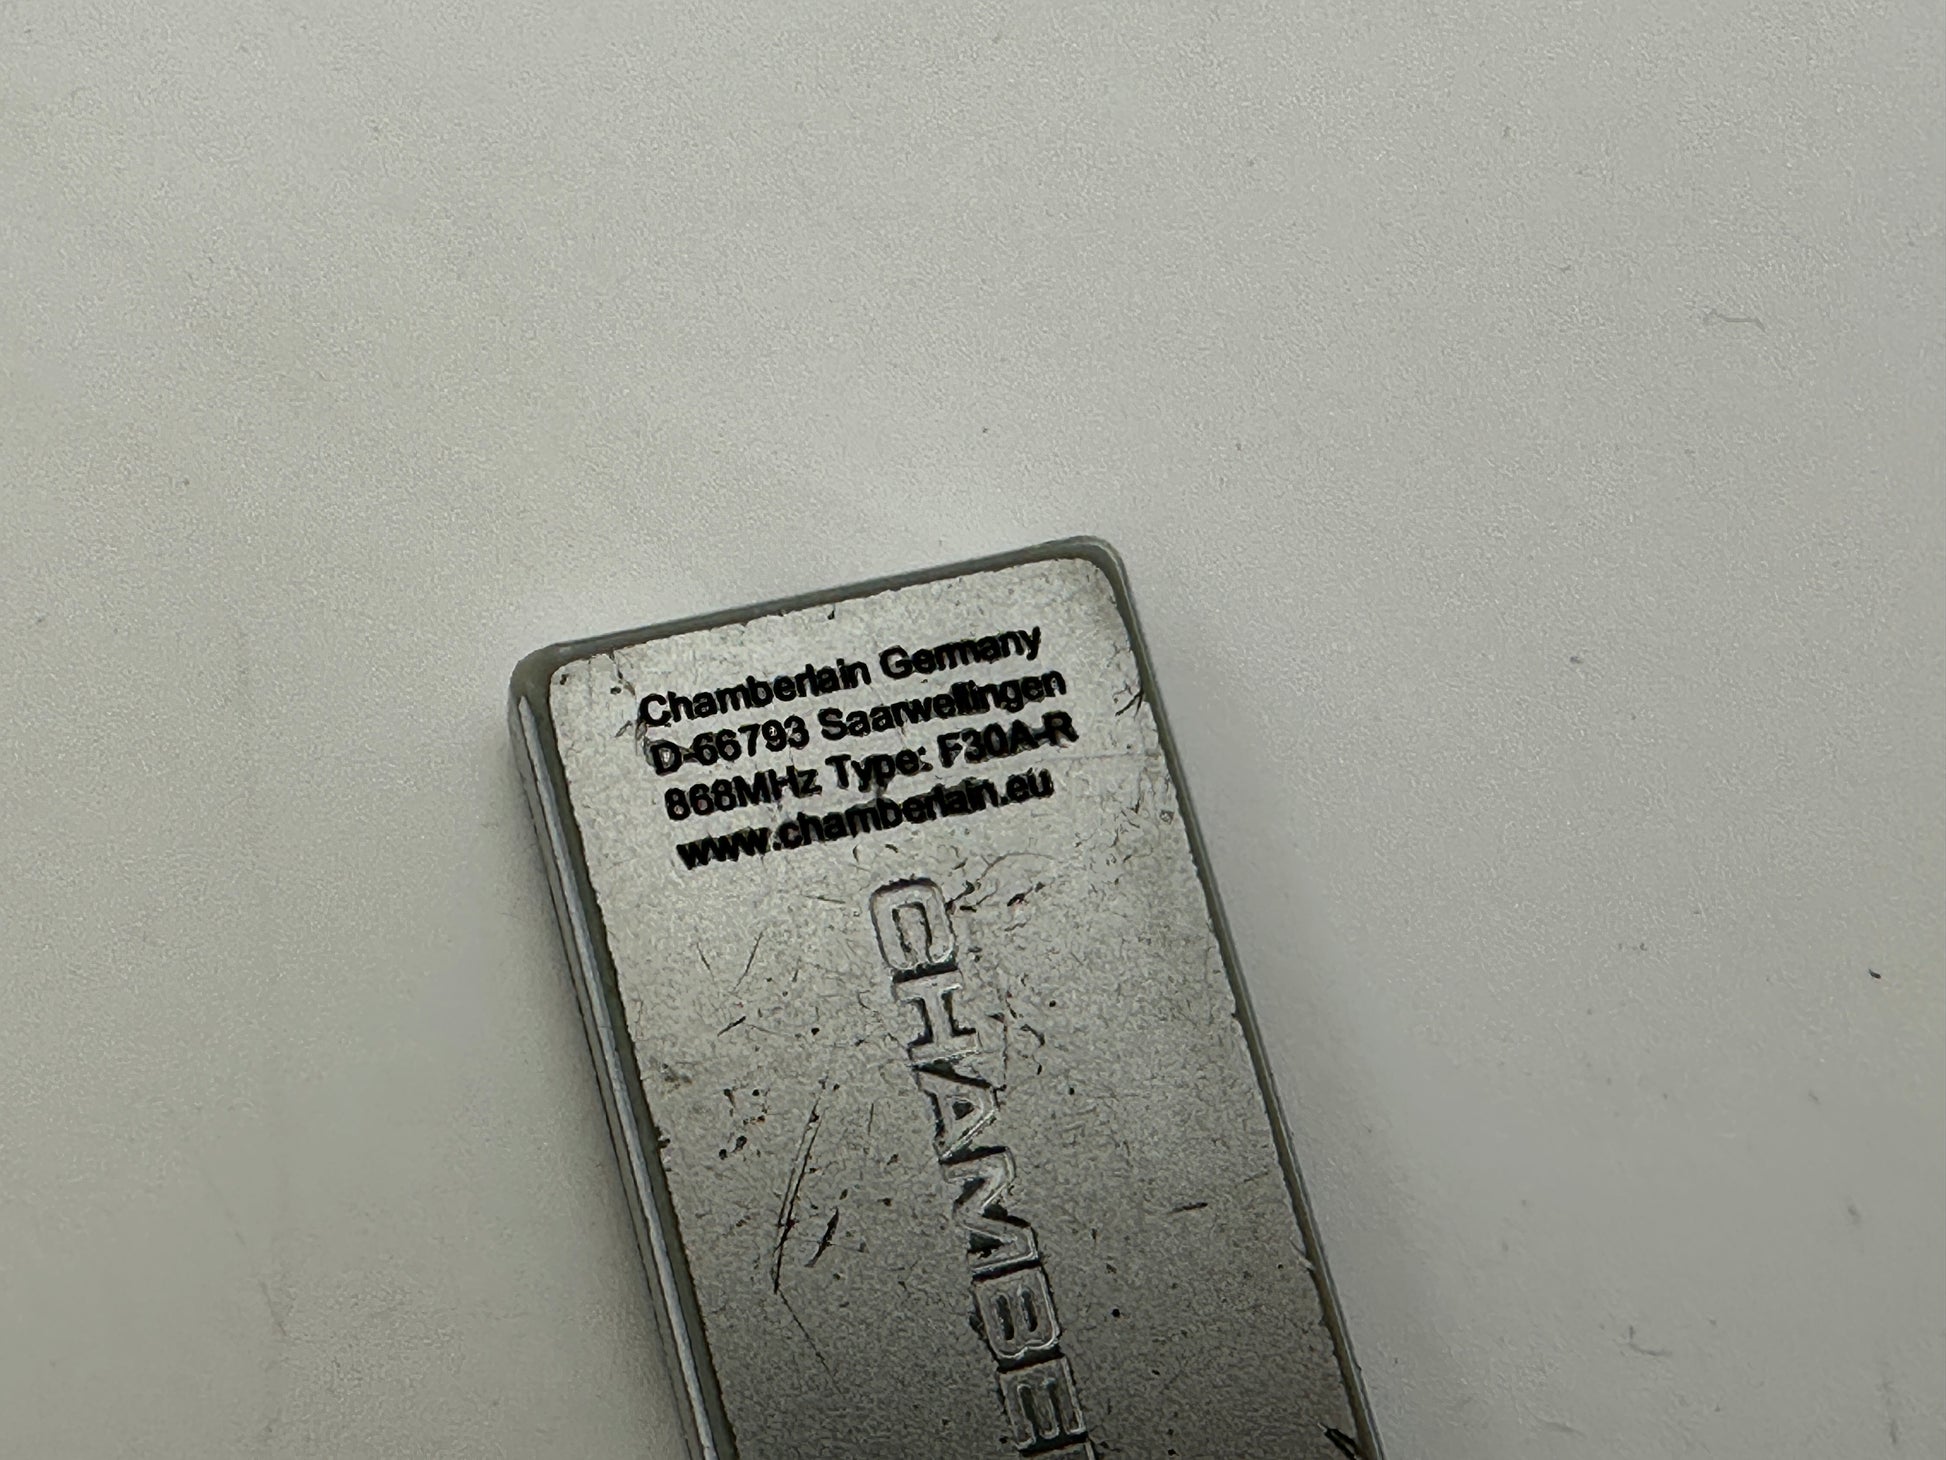 Chamberlain Germany
D-66793 Saarwellingen
868MHz Type: F30A-R
www.chamberlain.eu
CHAMBE